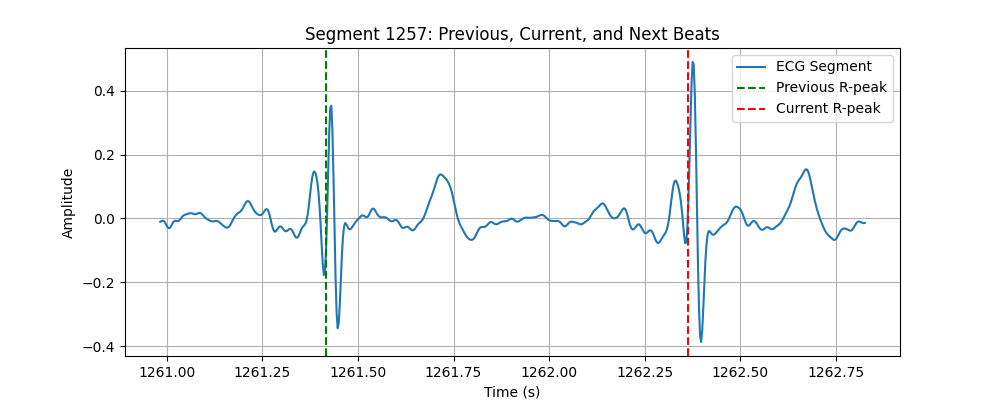 Segment 1257: Previous, Current, and Next Beats
ECG Segment
Previous R-peak
Current R-peak
Amplitude
0.4
0.2
0.0
−0.2
−0.4
1261.00 1261.25 1261.50 1261.75 1262.00 1262.25 1262.50 1262.75
Time (s)